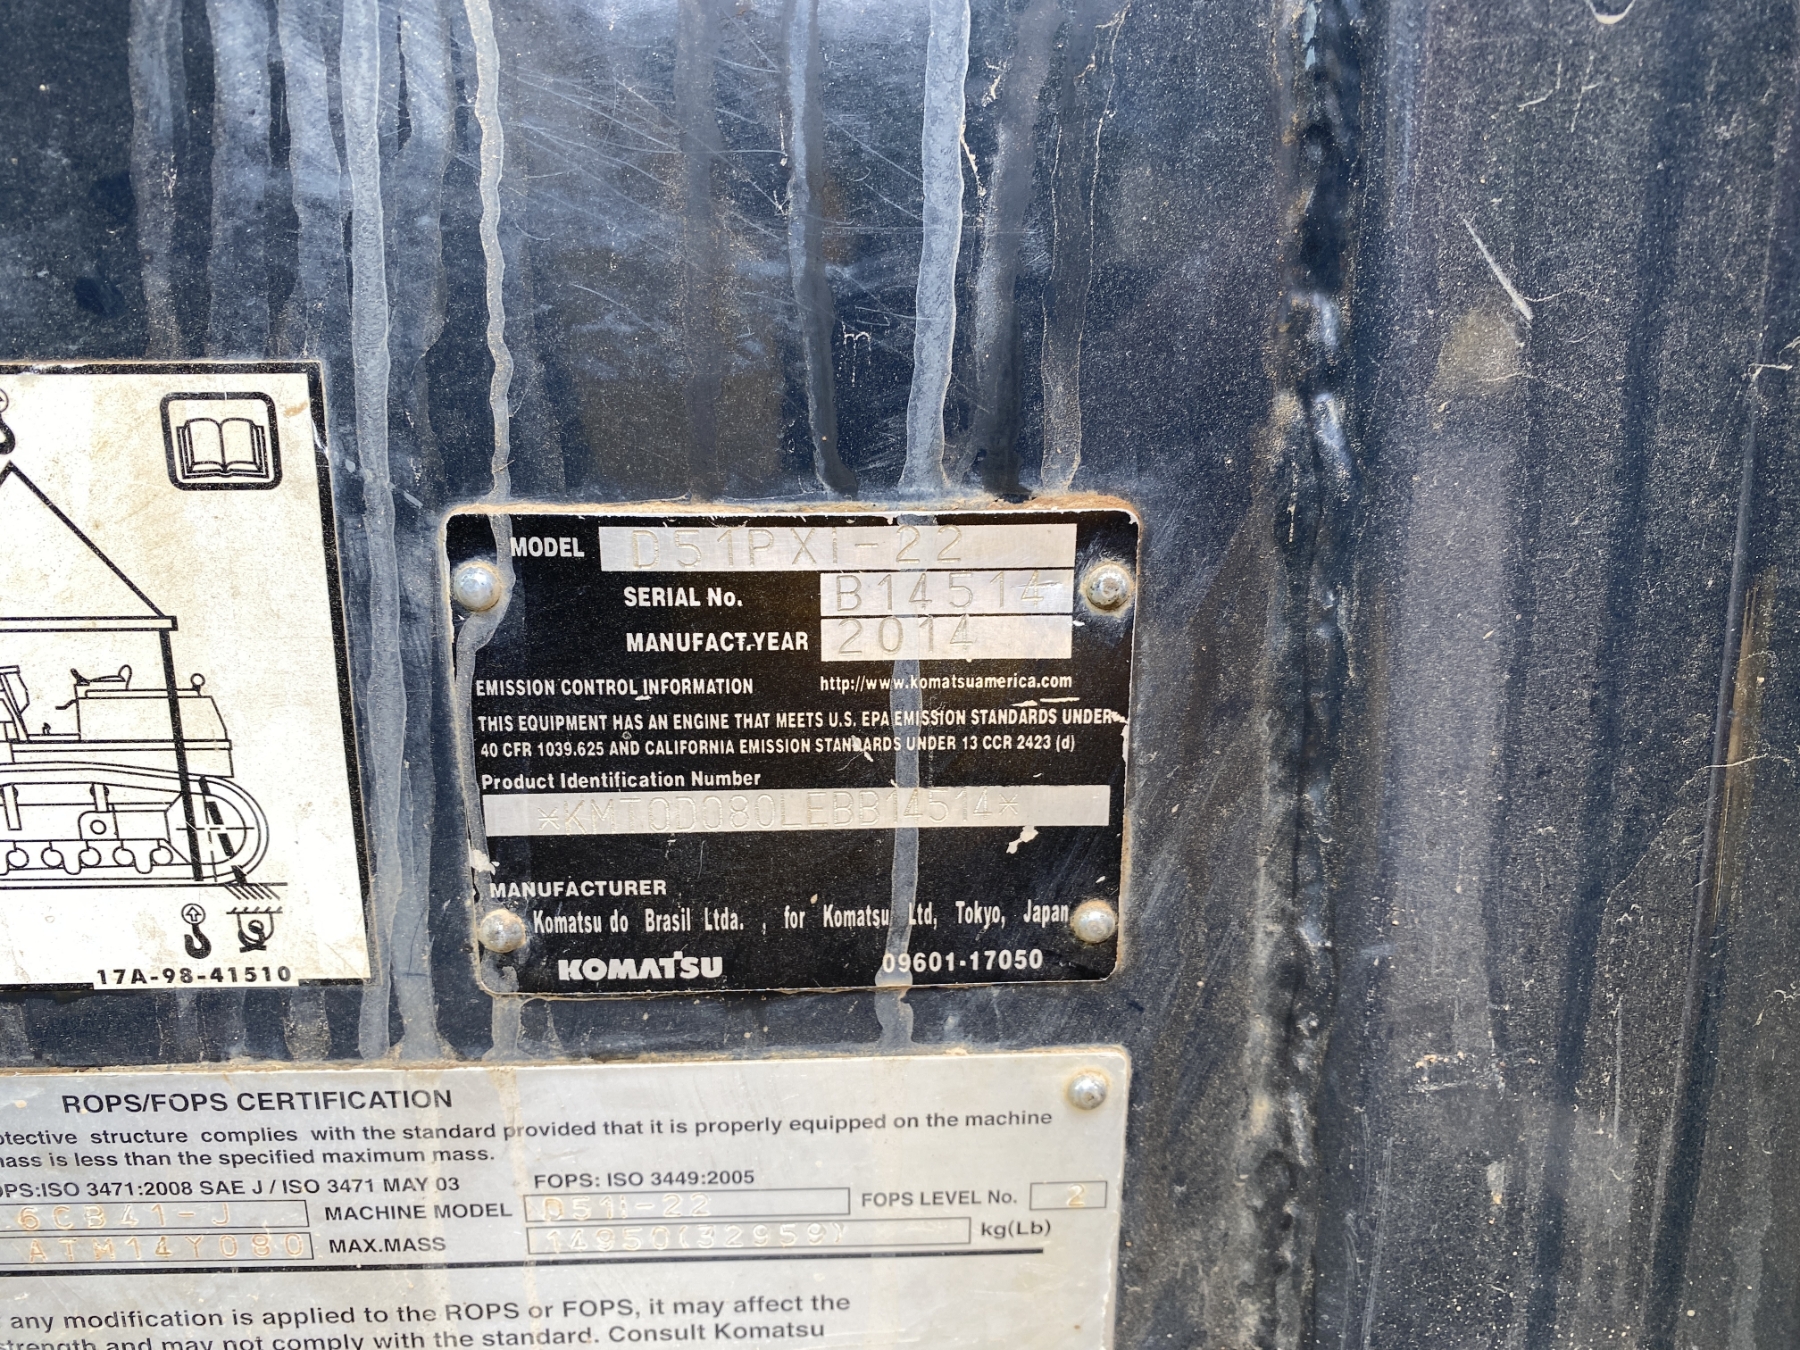 MODEL D51PXi-22
SERIAL No. B14514
MANUFACT.YEAR 2014
EMISSION CONTROL INFORMATION http://www.komatsuamerica.com
THIS EQUIPMENT HAS AN ENGINE THAT MEETS U.S. EPA EMISSION STANDARDS UNDER
40 CFR 1039.625 AND CALIFORNIA EMISSION STANDARDS UNDER 13 CCR 2423 (d)
Product Identification Number
*KMT0D080LEBB14514*
MANUFACTURER
Komatsu do Brasil Ltda. , for Komatsu Ltd, Tokyo, Japan
KOMATSU 09601-17050
17A-98-41510
ROPS/FOPS CERTIFICATION
otective structure complies with the standard provided that it is properly equipped on the machine
mass is less than the specified maximum mass.
OPS:ISO 3471:2008 SAE J / ISO 3471 MAY 03 FOPS: ISO 3449:2005
6CB41-J MACHINE MODEL D51i-22 FOPS LEVEL No. 2
ATM14Y080 MAX.MASS 14950(32959) kg(Lb)
any modification is applied to the ROPS or FOPS, it may affect the
strength and may not comply with the standard. Consult Komatsu